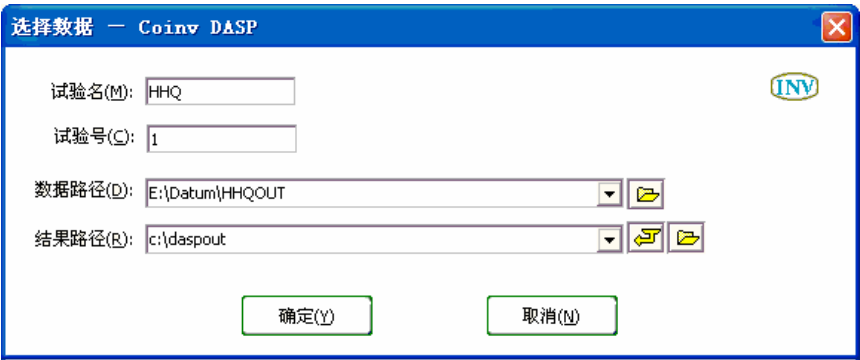 选择数据 － Coinv DASP
INV
试验名(M): HHQ
试验号(C): 1
数据路径(D): E:\Datum\HHQOUT
结果路径(R): c:\daspout
确定(Y) 取消(N)